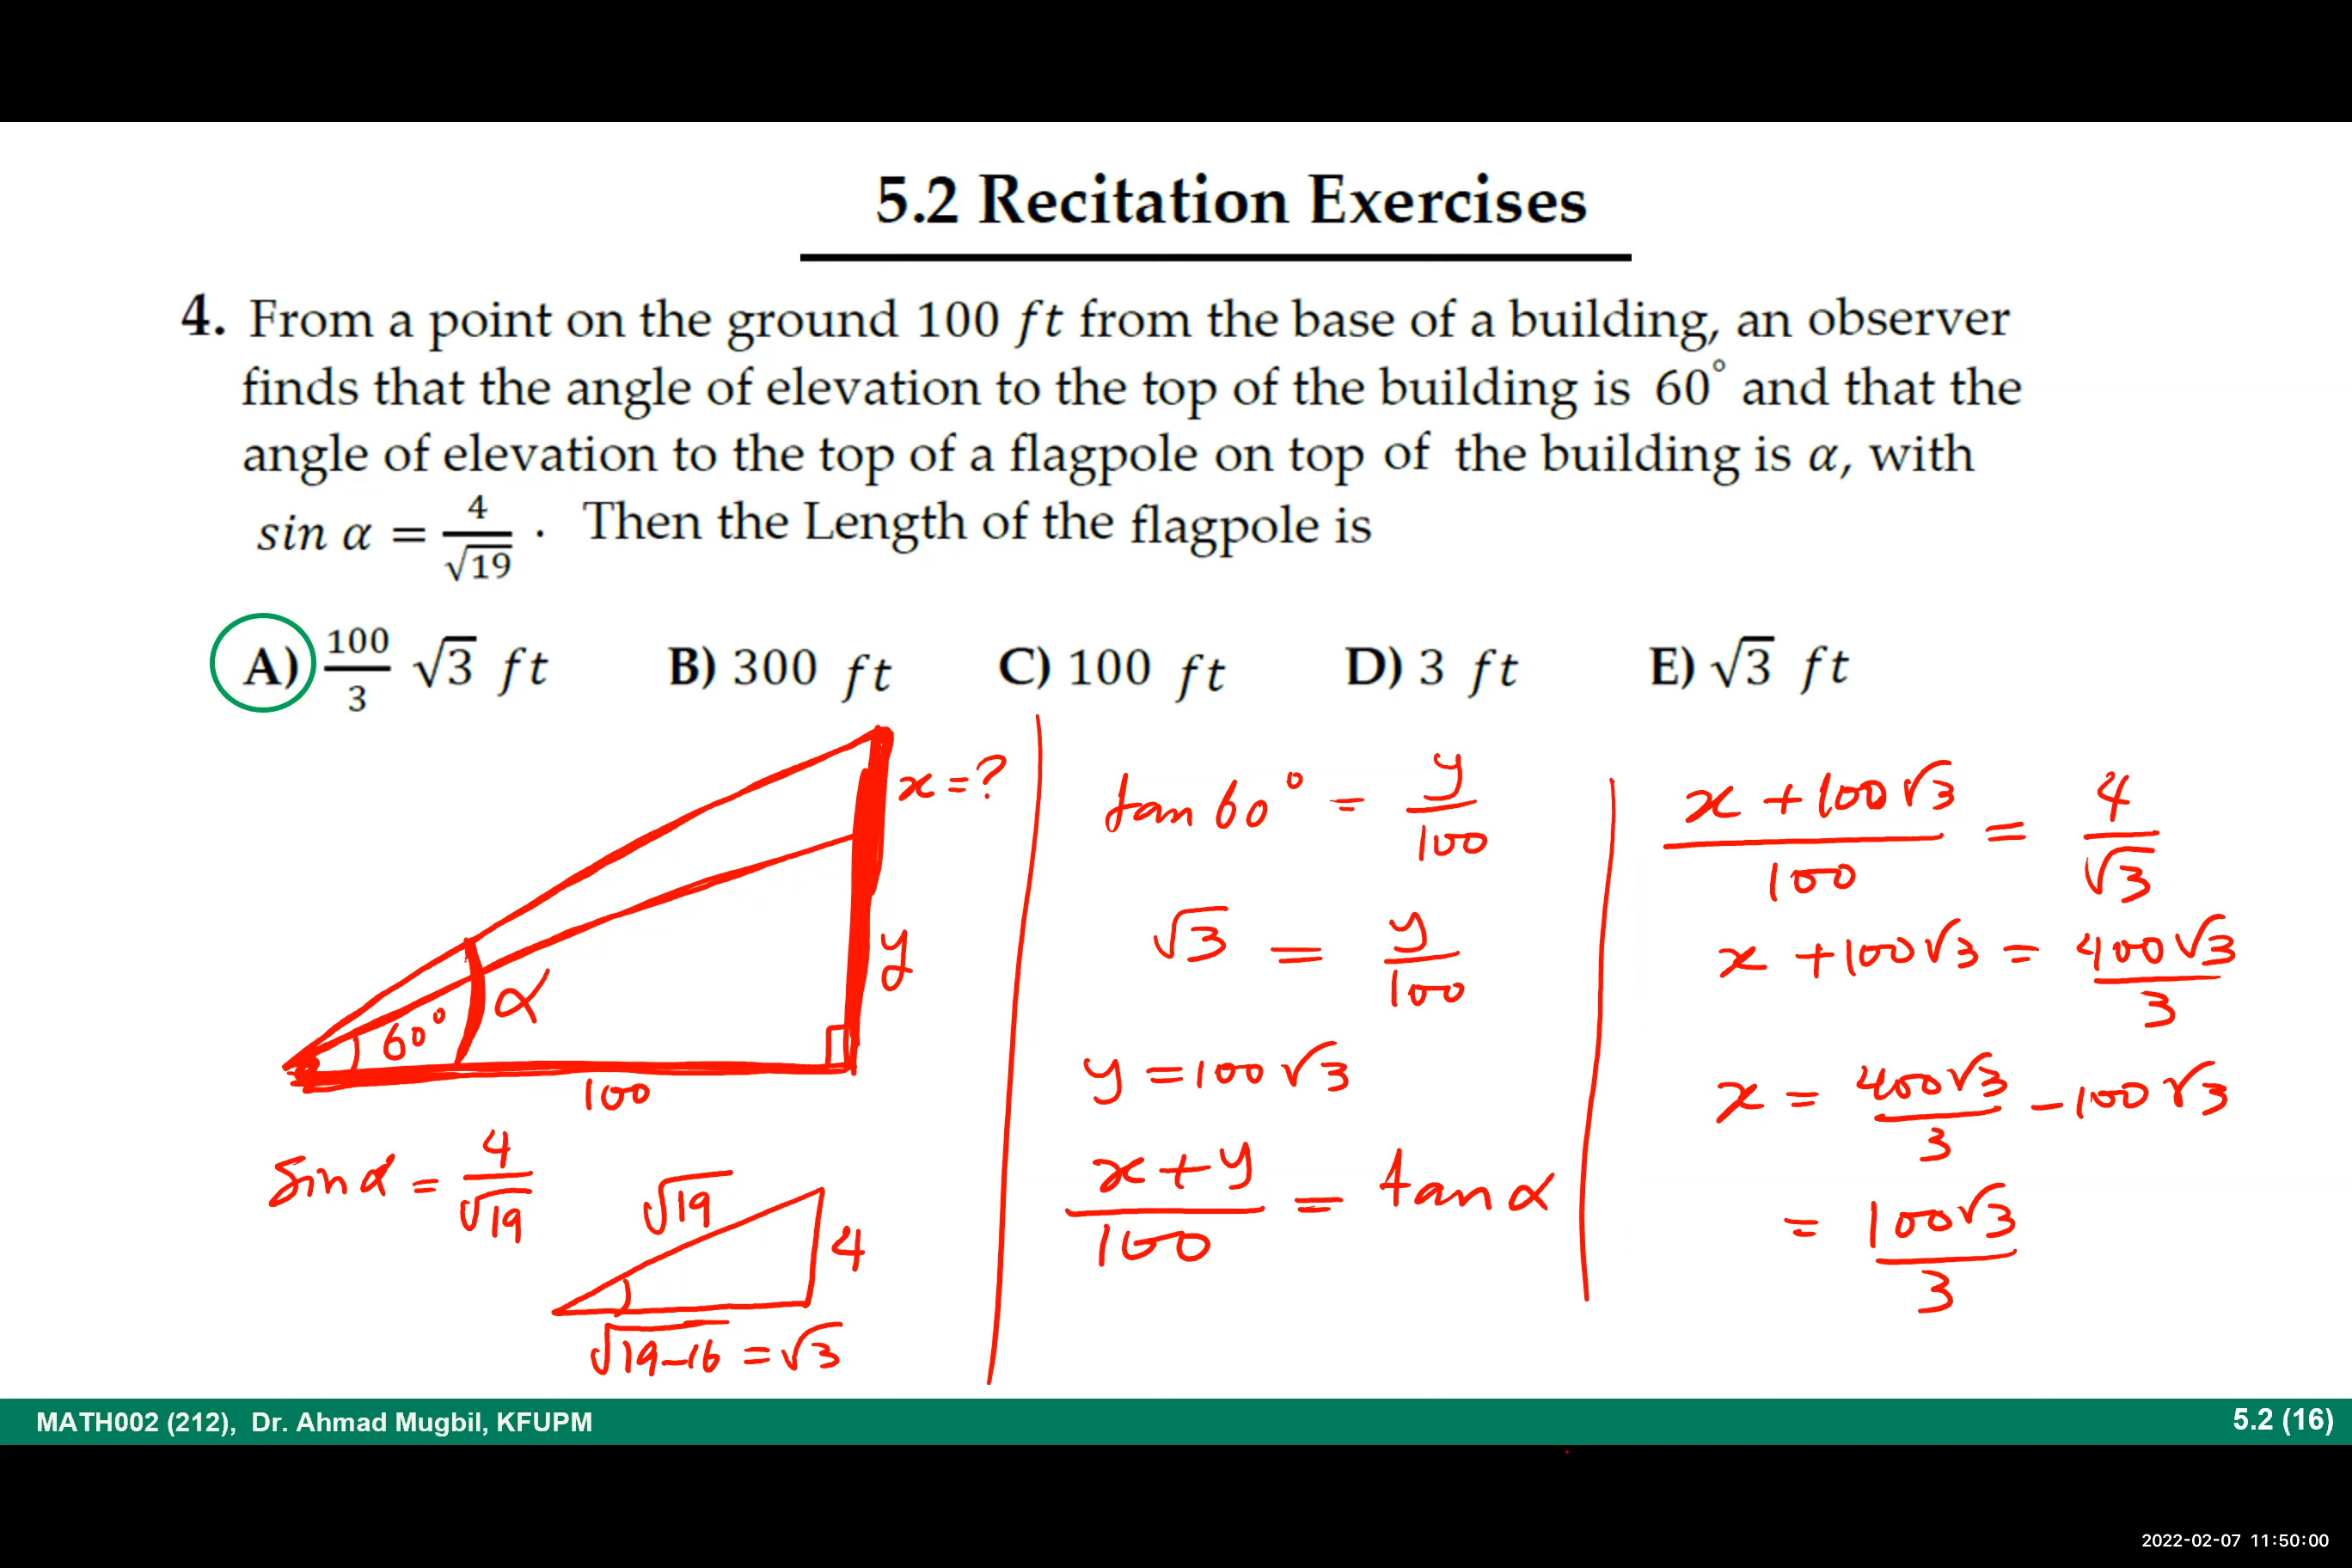 5.2 Recitation Exercises
4. From a point on the ground 100 ft from the base of a building, an observer
finds that the angle of elevation to the top of the building is 60° and that the
angle of elevation to the top of a flagpole on top of the building is α, with
sin α = 4/√19 . Then the Length of the flagpole is
A) 100/3 √3 ft B) 300 ft C) 100 ft D) 3 ft E) √3 ft
x = ?
y
α
60°
100
sin α = 4/√19
√19
4
√19-16 = √3
tan 60° = y/100
√3 = y/100
y = 100√3
x + y/100 = tan α
x + 100√3/100 = 4/√3
x + 100√3 = 400√3/3
x = 400√3/3 - 100√3
= 100√3/3
MATH002 (212), Dr. Ahmad Mugbil, KFUPM
5.2 (16)
2022-02-07 11:50:00